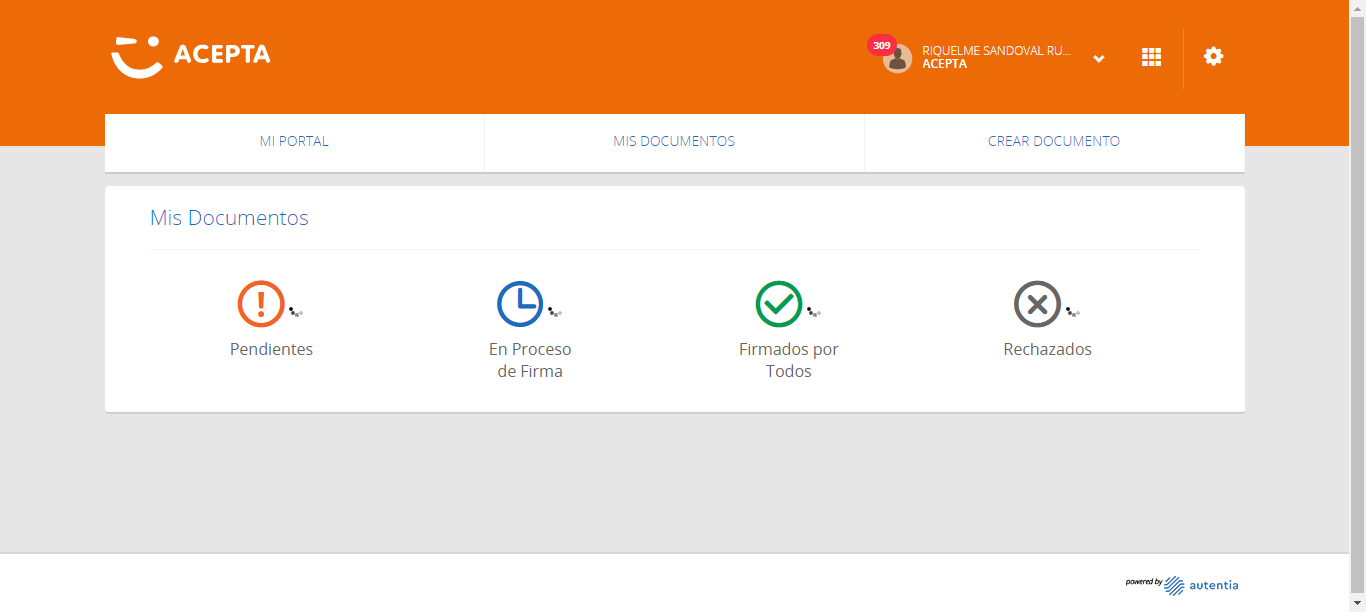 ACEPTA
309
RIQUELME SANDOVAL RU...
ACEPTA
MI PORTAL
MIS DOCUMENTOS
CREAR DOCUMENTO
Mis Documentos
Pendientes
En Proceso
de Firma
Firmados por
Todos
Rechazados
powered by autentia